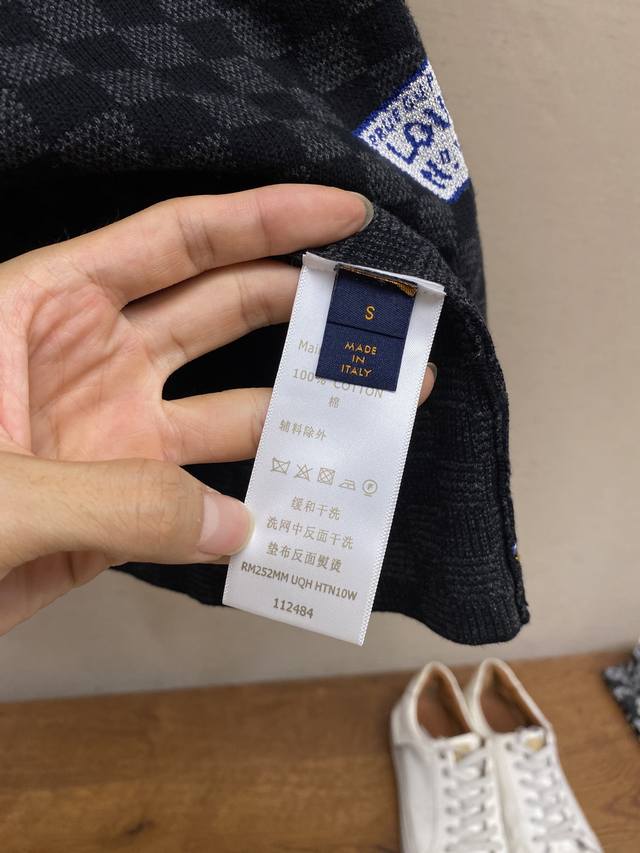 S
MADE
IN
ITALY
100% COTTON
棉
辅料除外
缓和干洗
洗网中反面干洗
垫布反面熨烫
RM252MM UQH HTN10W
112484